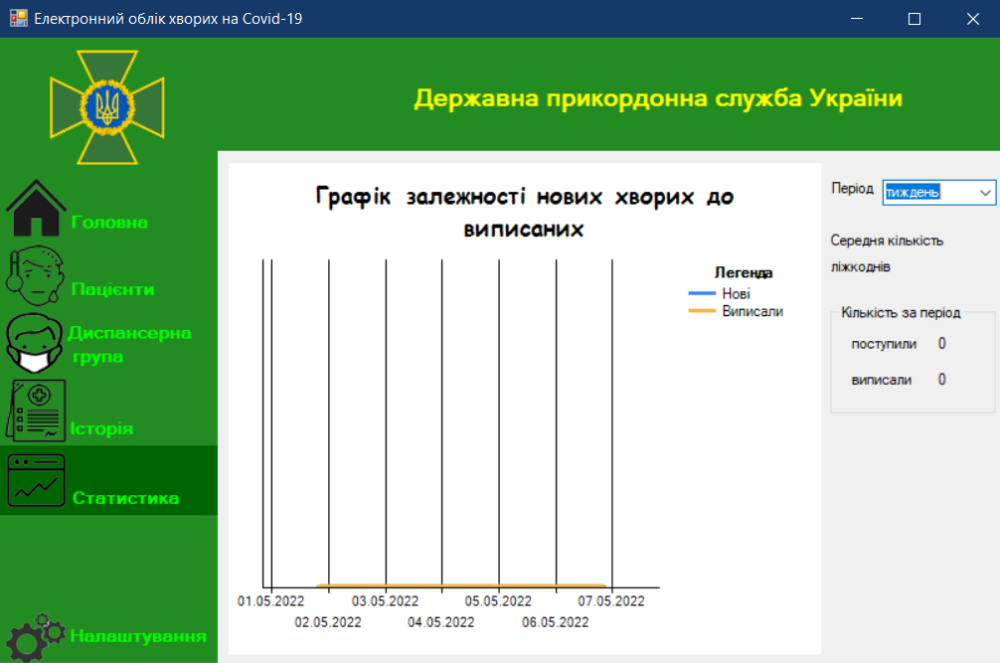 Електронний облік хворих на Covid-19
Державна прикордонна служба України
Головна
Пацієнти
Диспансерна
група
Історія
Статистика
Налаштування
Графік залежності нових хворих до
виписаних
Легенда
Нові
Виписали
01.05.2022
03.05.2022
05.05.2022
07.05.2022
02.05.2022
04.05.2022
06.05.2022
Період
тиждень
Середня кількість
ліжкоднів
Кількість за період
поступили 0
виписали 0